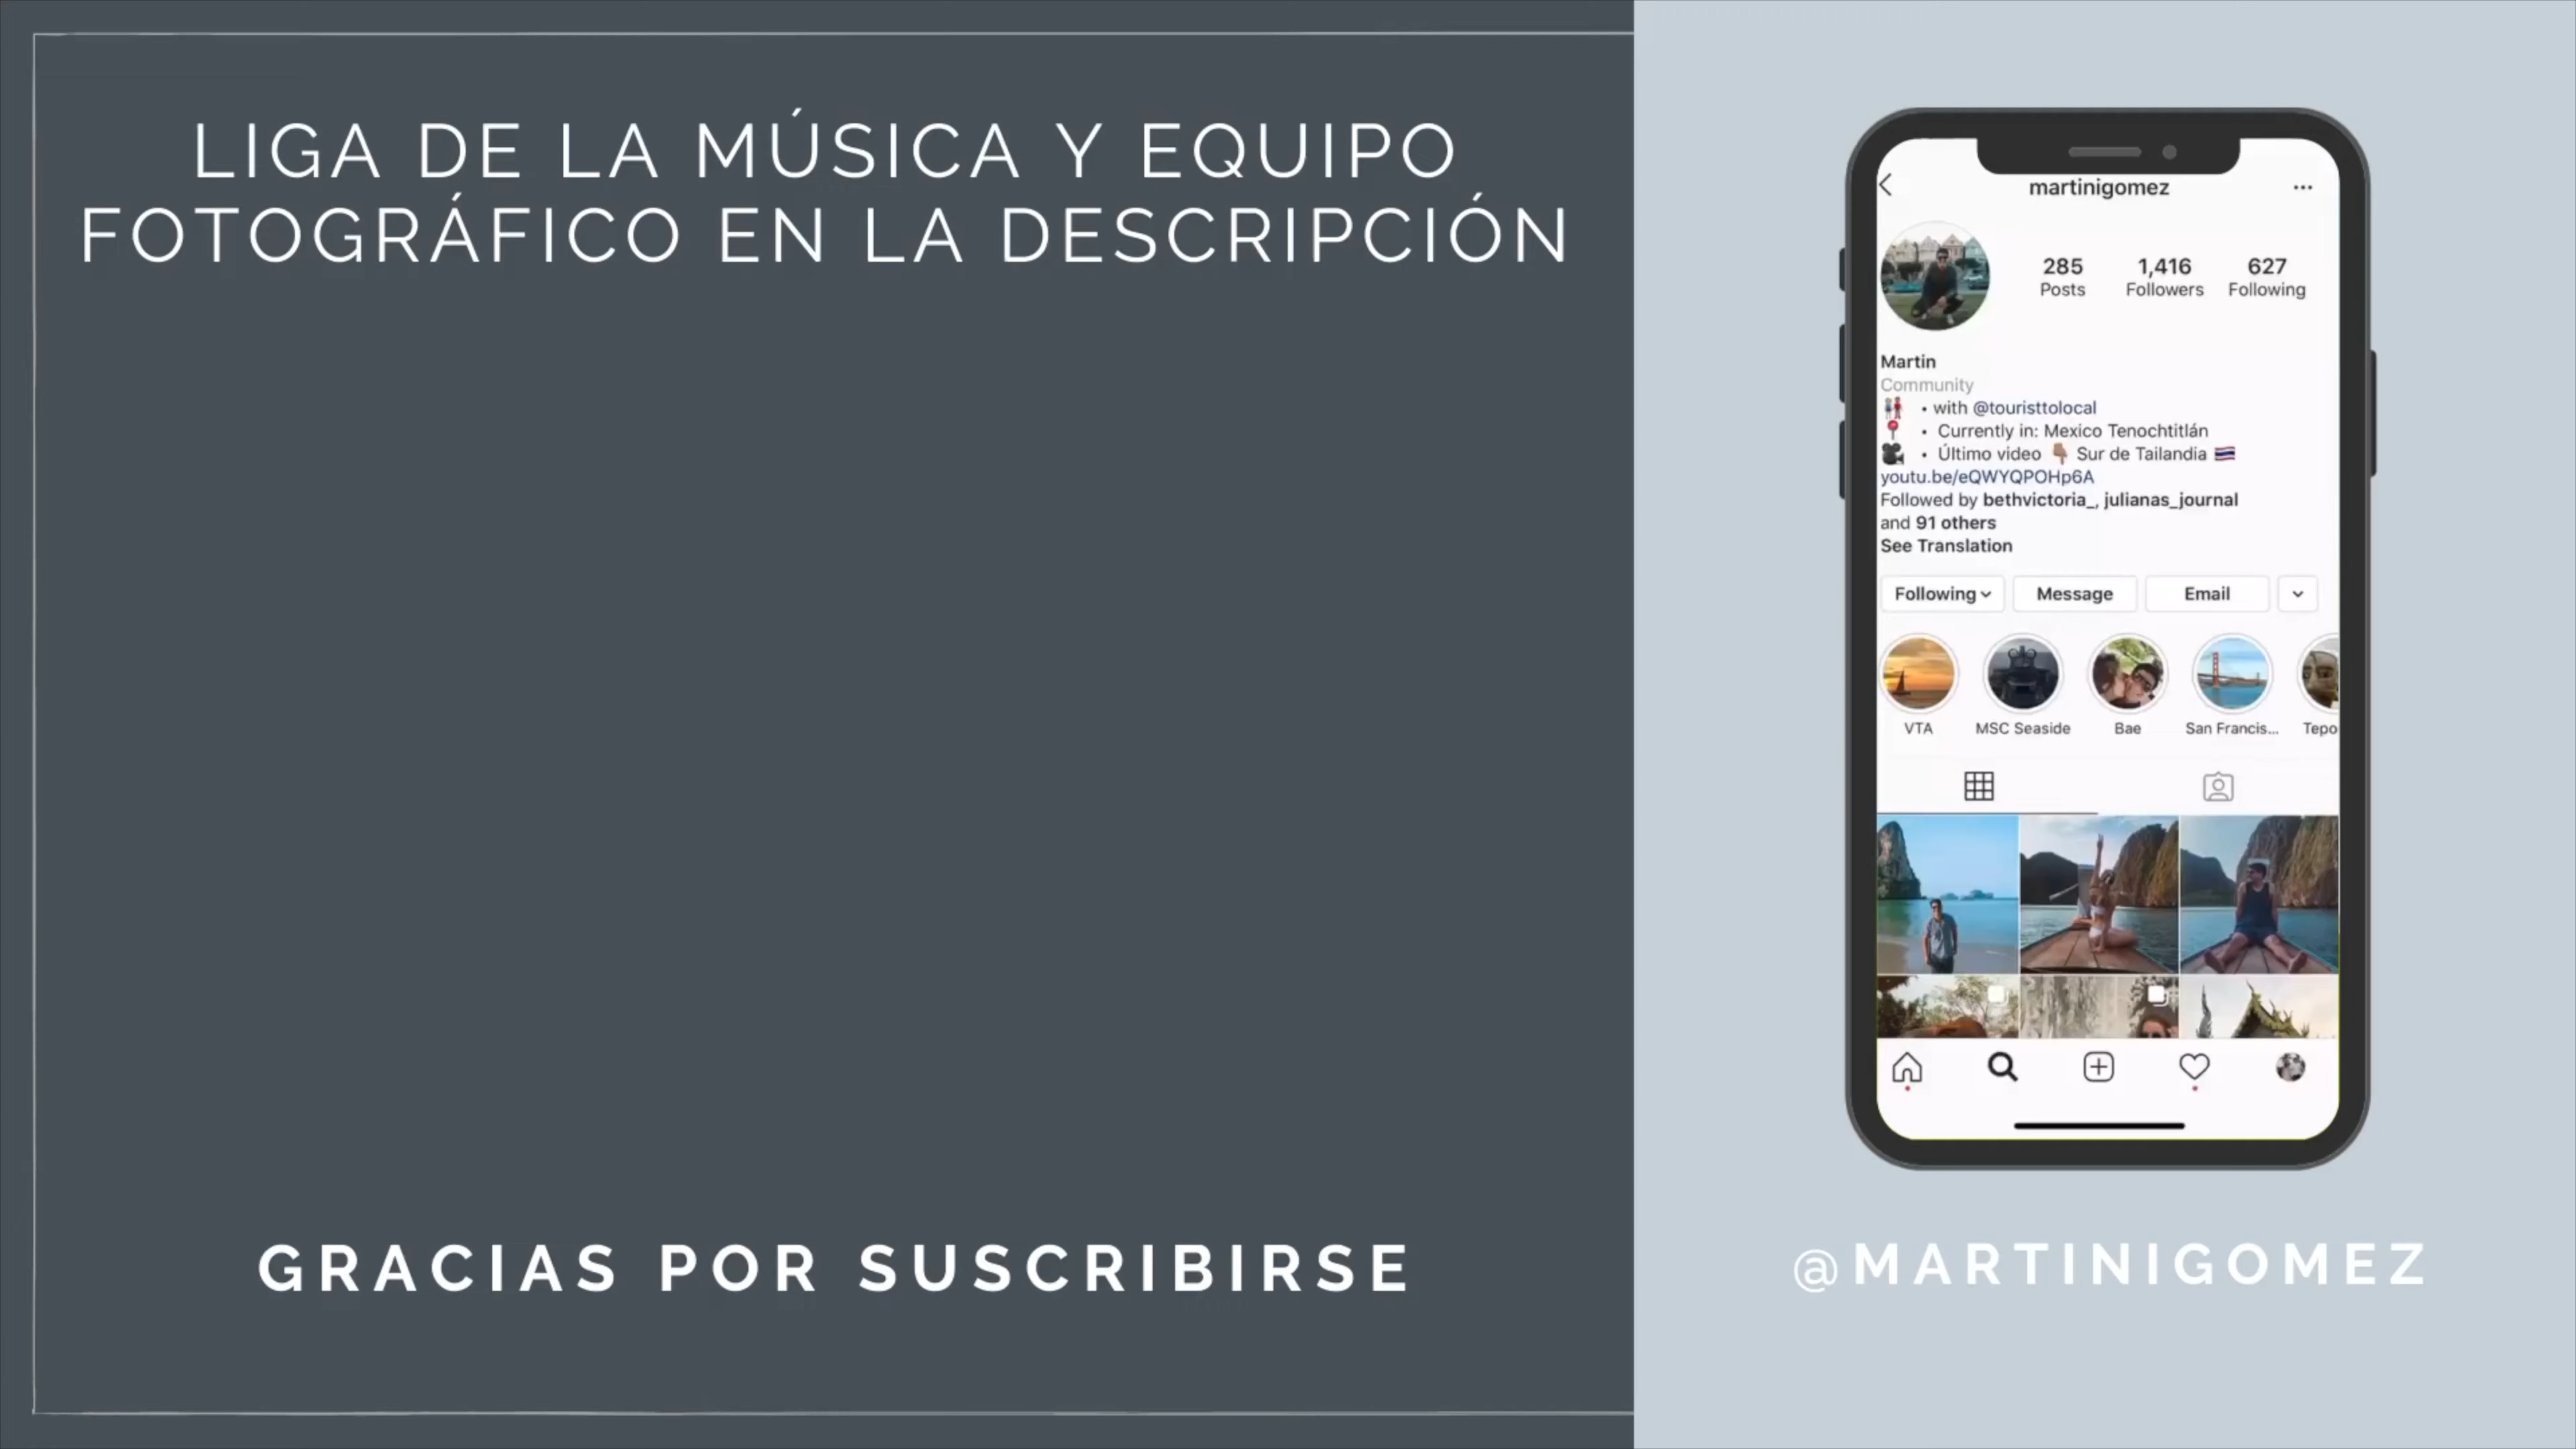 LIGA DE LA MÚSICA Y EQUIPO
FOTOGRÁFICO EN LA DESCRIPCIÓN
GRACIAS POR SUSCRIBIRSE
martinigomez
285 1,416 627
Posts Followers Following
Martin
Community
• with @touristtolocal
• Currently in: Mexico Tenochtitlán
• Último video 👇🏽 Sur de Tailandia 🇹🇭
youtu.be/eQWYQPOHp6A
Followed by bethvictoria_, julianas_journal
and 91 others
See Translation
Following Message Email
VTA MSC Seaside Bae San Francis... Tepo
@MARTINIGOMEZ